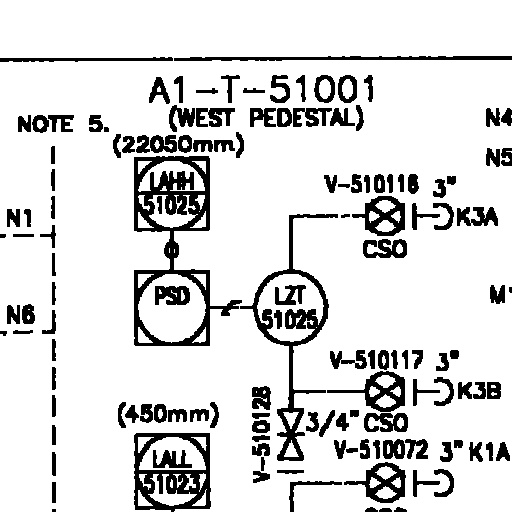 A1-T-51001
(WEST PEDESTAL)
NOTE 5.
N4
(22050mm)
N5
LAHH
51025
V-510116 3"
K3A
CSO
N1
PSD
LZT
51025
N6
V-510117 3"
K3B
CSO
V-510128
3/4"
(450mm)
V-510072 3" K1A
LALL
51023